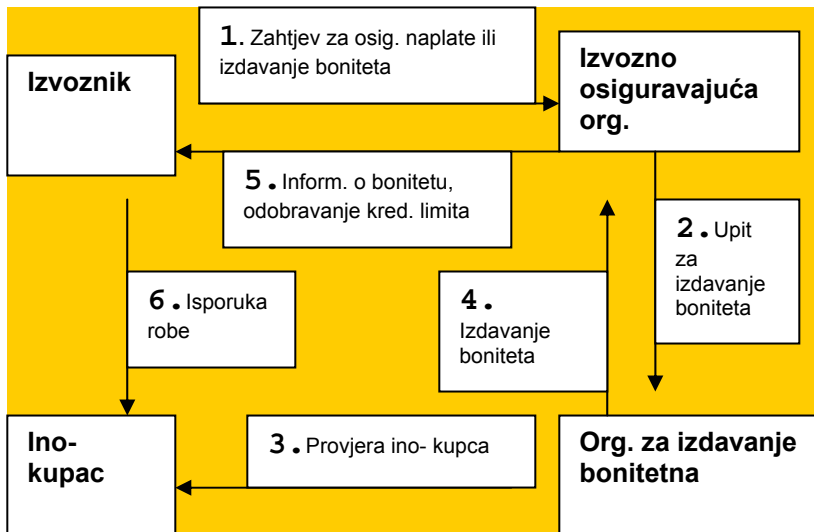 1. Zahtjev za osig. naplate ili
izdavanje boniteta
Izvoznik
Izvozno
osiguravajuća
org.
5. Inform. o bonitetu,
odobravanje kred. limita
2. Upit
za
izdavanje
boniteta
6. Isporuka
robe
4.
Izdavanje
boniteta
Ino-
kupac
3. Provjera ino- kupca
Org. za izdavanje
bonitetna